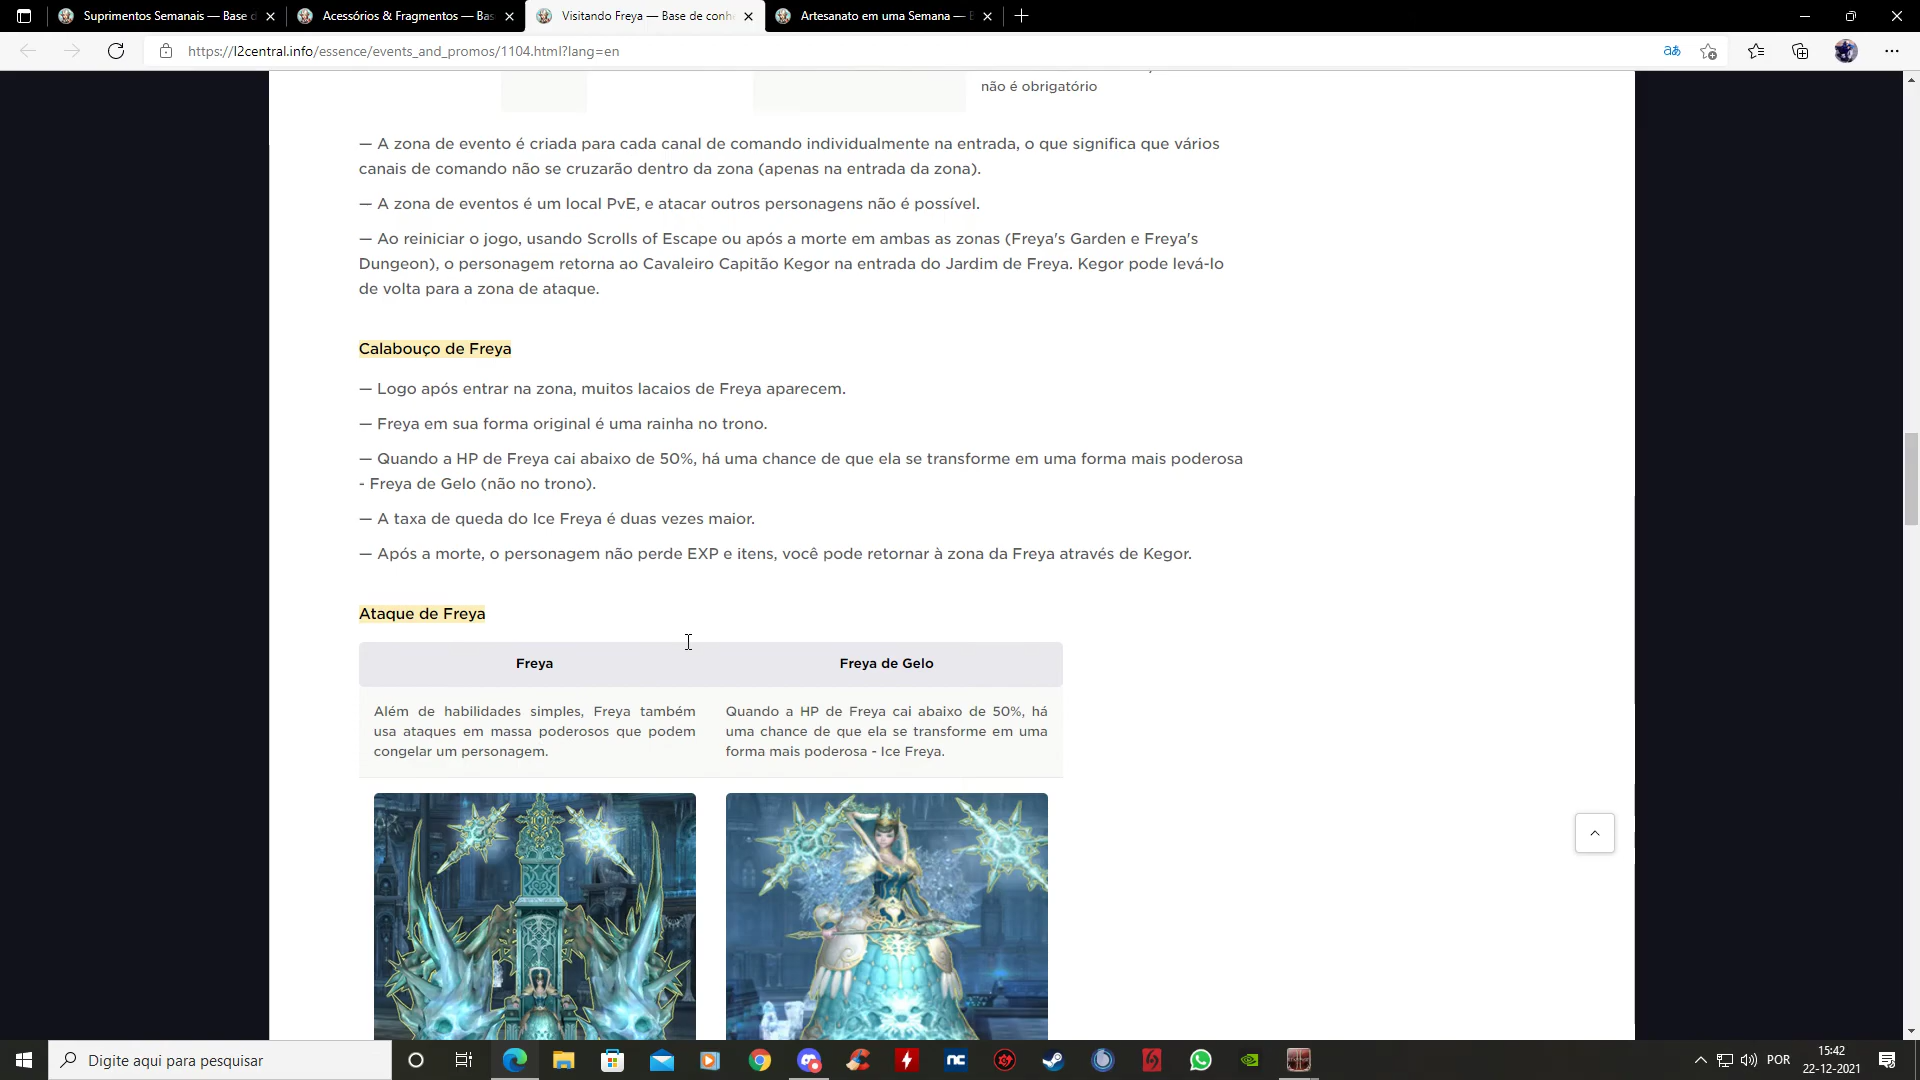 Suprimentos Semanais — Base d
Acessórios & Fragmentos — Bas
Visitando Freya — Base de conh
Artesanato em uma Semana —
https://l2central.info/essence/events_and_promos/1104.html?lang=en
não é obrigatório
— A zona de evento é criada para cada canal de comando individualmente na entrada, o que significa que vários
canais de comando não se cruzarão dentro da zona (apenas na entrada da zona).
— A zona de eventos é um local PvE, e atacar outros personagens não é possível.
— Ao reiniciar o jogo, usando Scrolls of Escape ou após a morte em ambas as zonas (Freya's Garden e Freya's
Dungeon), o personagem retorna ao Cavaleiro Capitão Kegor na entrada do Jardim de Freya. Kegor pode levá-lo
de volta para a zona de ataque.
Calabouço de Freya
— Logo após entrar na zona, muitos lacaios de Freya aparecem.
— Freya em sua forma original é uma rainha no trono.
— Quando a HP de Freya cai abaixo de 50%, há uma chance de que ela se transforme em uma forma mais poderosa
- Freya de Gelo (não no trono).
— A taxa de queda do Ice Freya é duas vezes maior.
— Após a morte, o personagem não perde EXP e itens, você pode retornar à zona da Freya através de Kegor.
Ataque de Freya
Freya
Freya de Gelo
Além de habilidades simples, Freya também
usa ataques em massa poderosos que podem
congelar um personagem.
Quando a HP de Freya cai abaixo de 50%, há
uma chance de que ela se transforme em uma
forma mais poderosa - Ice Freya.
Digite aqui para pesquisar
nc
POR
15:42
22-12-2021